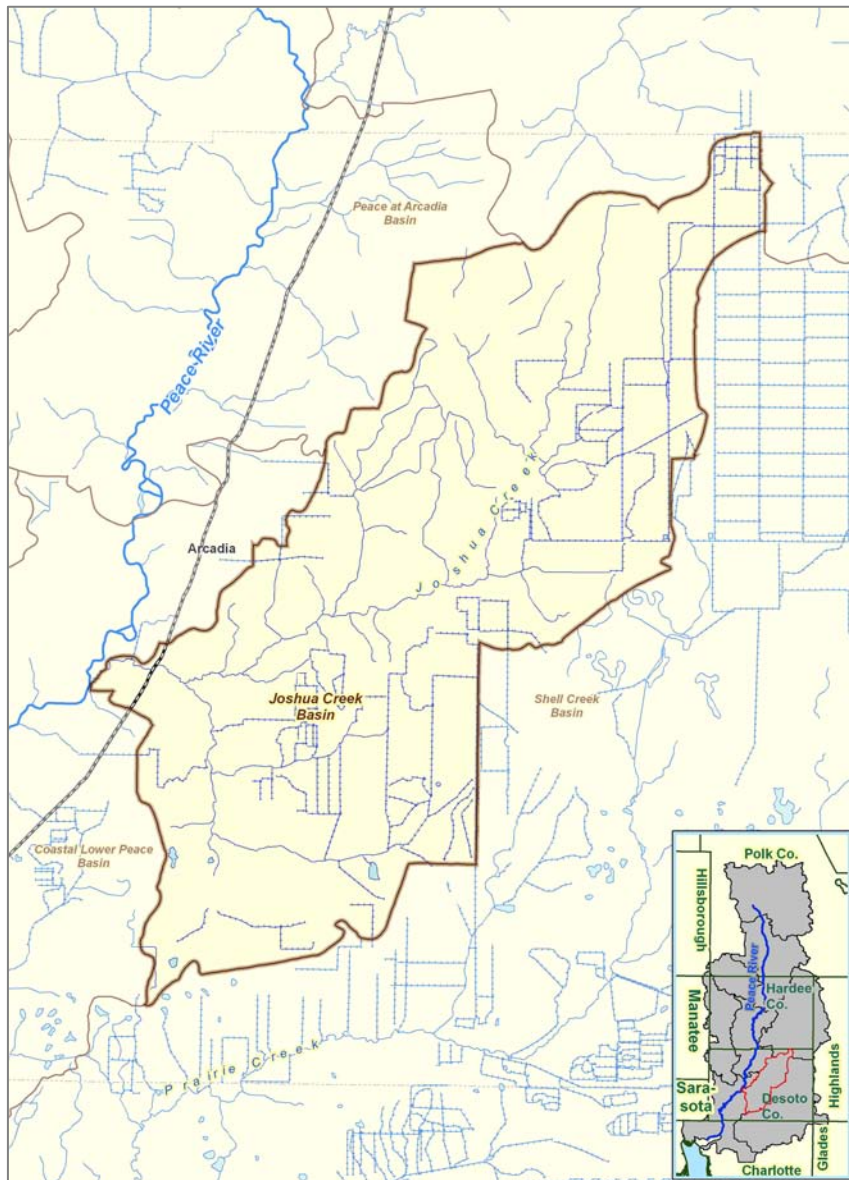 Peace at Arcadia
Basin
Peace River
Joshua Creek
Arcadia
Joshua Creek
Basin
Shell Creek
Basin
Coastal Lower Peace
Basin
Prairie Creek
Polk Co.
Hillsborough
Peace River
Hardee
Co.
Manatee
Highlands
Sara-
sota
Desoto
Co.
Glades
Charlotte